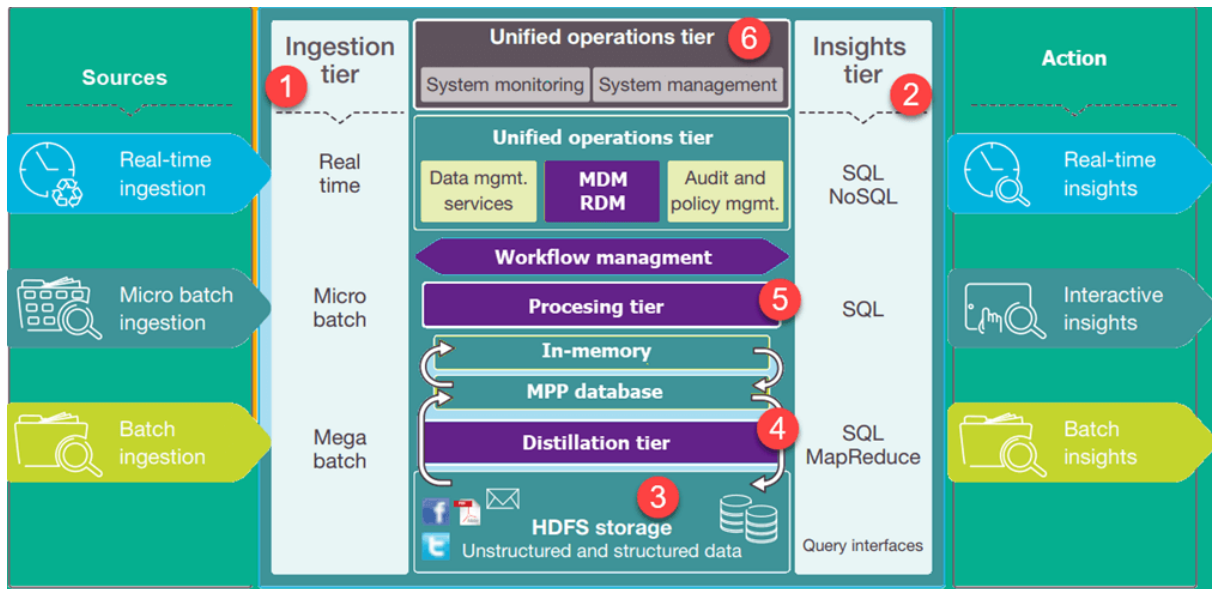 Sources
Real-time
ingestion
Micro batch
ingestion
Batch
ingestion
Ingestion
tier
1
Real
time
Micro
batch
Mega
batch
Unified operations tier
6
System monitoring
System management
Unified operations tier
Data mgmt.
services
MDM
RDM
Audit and
policy mgmt.
Workflow managment
Procesing tier
5
In-memory
MPP database
Distillation tier
4
3
HDFS storage
Unstructured and structured data
Insights
tier
2
SQL
NoSQL
SQL
SQL
MapReduce
Query interfaces
Action
Real-time
insights
Interactive
insights
Batch
insights